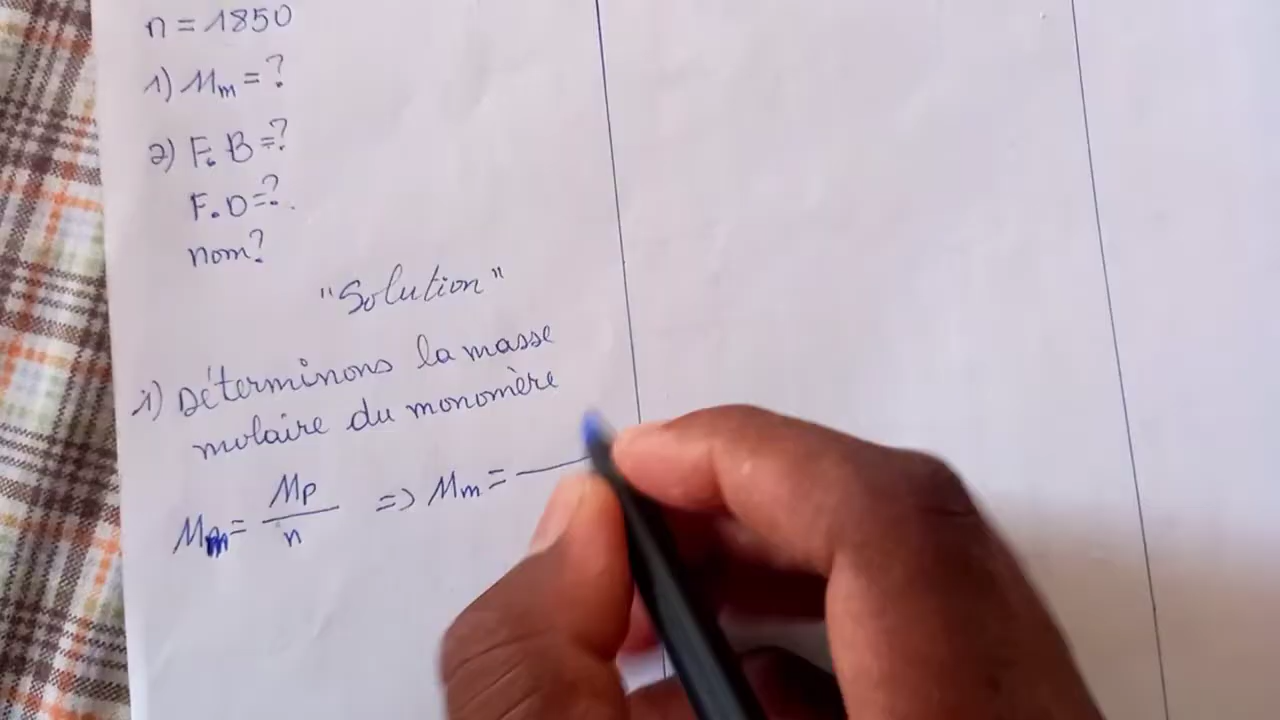 n = 1850
1) Mm = ?
2) F.B = ?
F.D = ?.
nom?
"Solution"
1) Déterminons la masse
molaire du monomère
Mm = Mp/n => Mm =